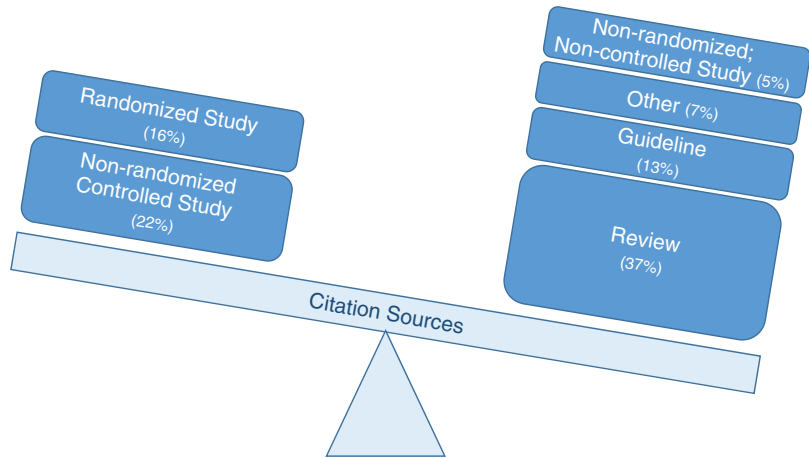 Randomized Study
(16%)
Non-randomized
Controlled Study
(22%)
Non-randomized;
Non-controlled Study (5%)
Other (7%)
Guideline
(13%)
Review
(37%)
Citation Sources